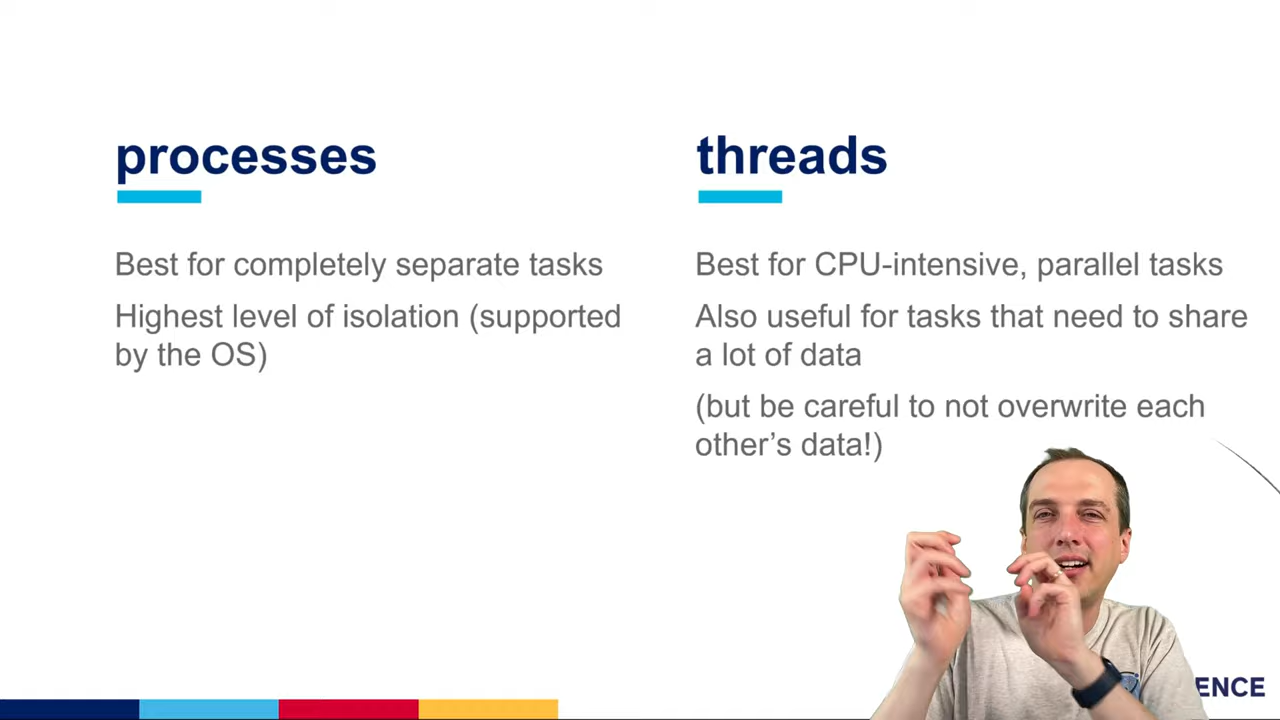 processes
Best for completely separate tasks
Highest level of isolation (supported
by the OS)
threads
Best for CPU-intensive, parallel tasks
Also useful for tasks that need to share
a lot of data
(but be careful to not overwrite each
other’s data!)
ENCE